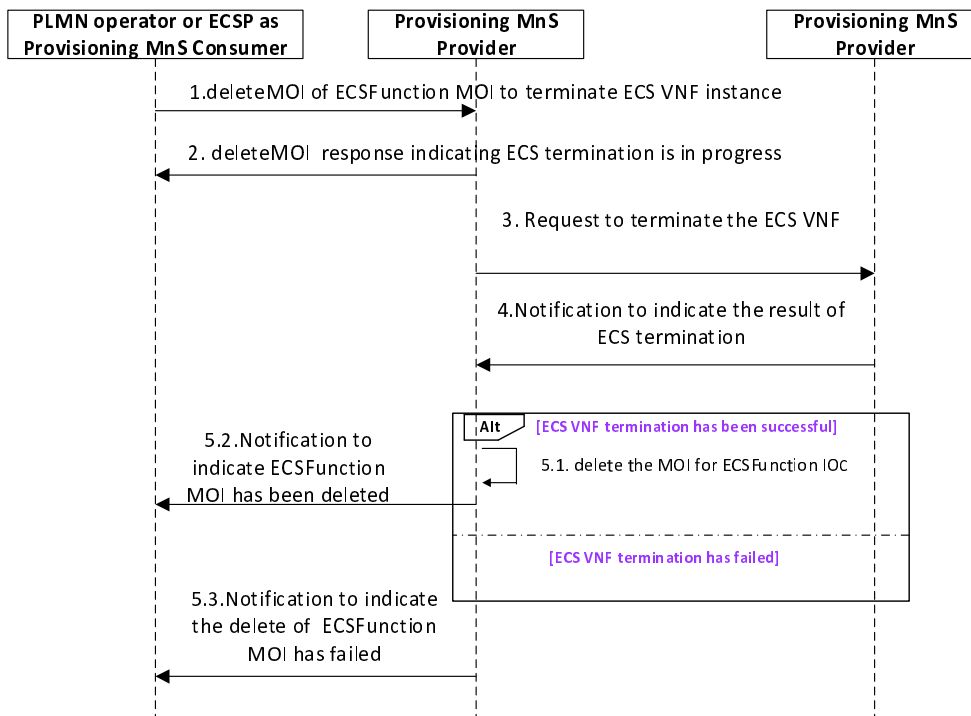 PLMN operator or ECSP as
Provisioning MnS Consumer
Provisioning MnS
Provider
Provisioning MnS
Provider
1.deleteMOI of ECSFunction MOI to terminate ECS VNF instance
2. deleteMOI response indicating ECS termination is in progress
3. Request to terminate the ECS VNF
4.Notification to indicate the result of
ECS termination
Alt
[ECS VNF termination has been successful]
5.1. delete the MOI for ECSFunction IOC
5.2.Notification to
indicate ECSFunction
MOI has been deleted
[ECS VNF termination has failed]
5.3.Notification to indicate
the delete of ECSFunction
MOI has failed